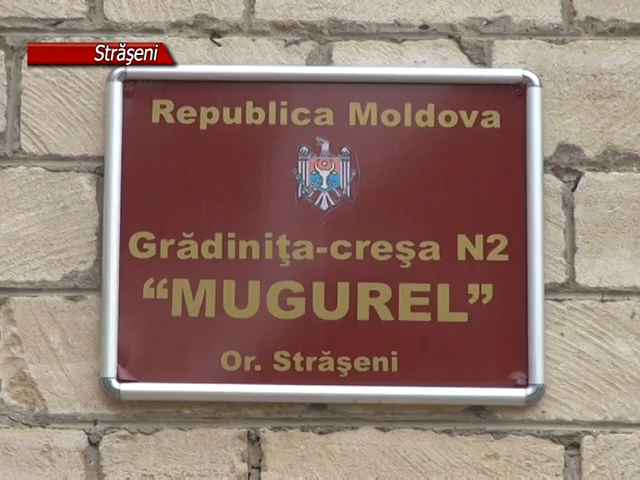 Străşeni
Republica Moldova
Grădiniţa-creşa N2
“MUGUREL”
Or. Străşeni